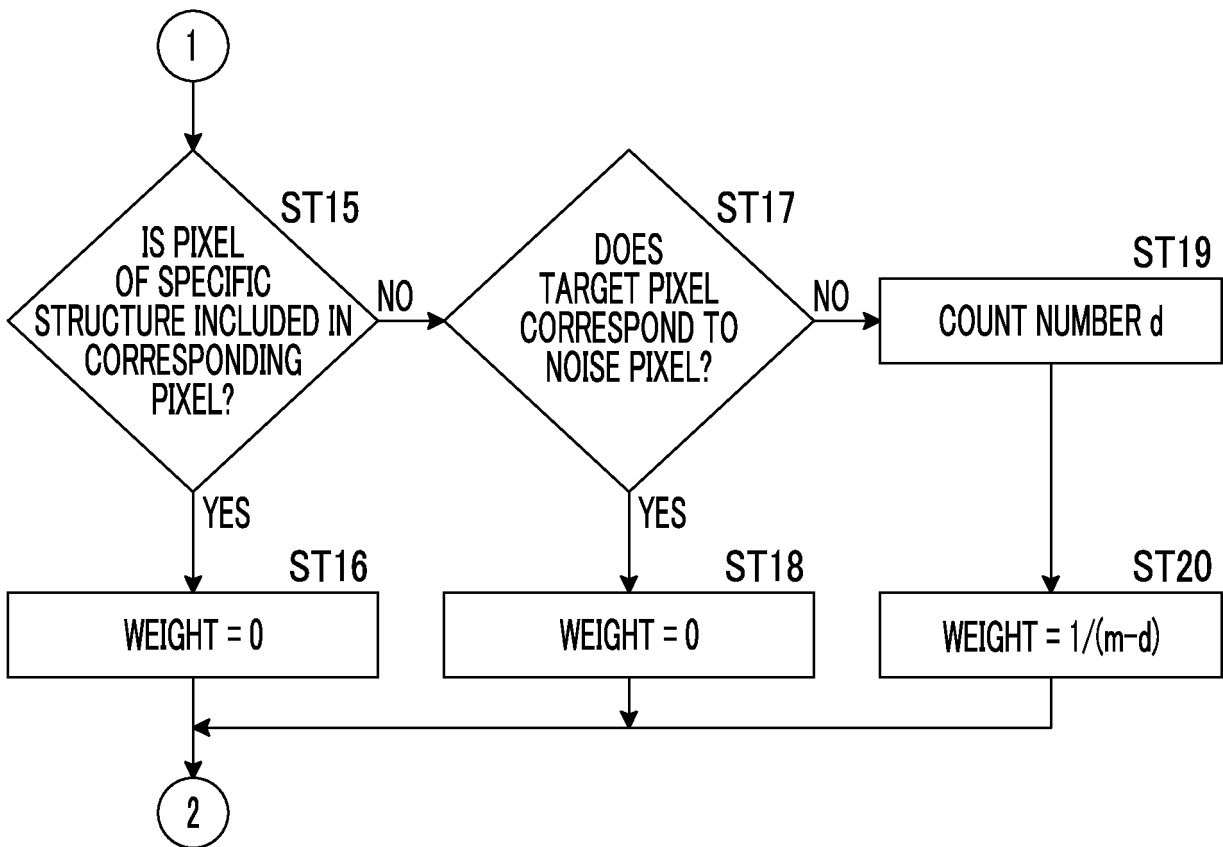 1
ST15
IS PIXEL
OF SPECIFIC
STRUCTURE INCLUDED IN
CORRESPONDING
PIXEL?
NO
YES
ST16
WEIGHT = 0
ST17
DOES
TARGET PIXEL
CORRESPOND TO
NOISE PIXEL?
NO
YES
ST18
WEIGHT = 0
ST19
COUNT NUMBER d
ST20
WEIGHT = 1/(m-d)
2